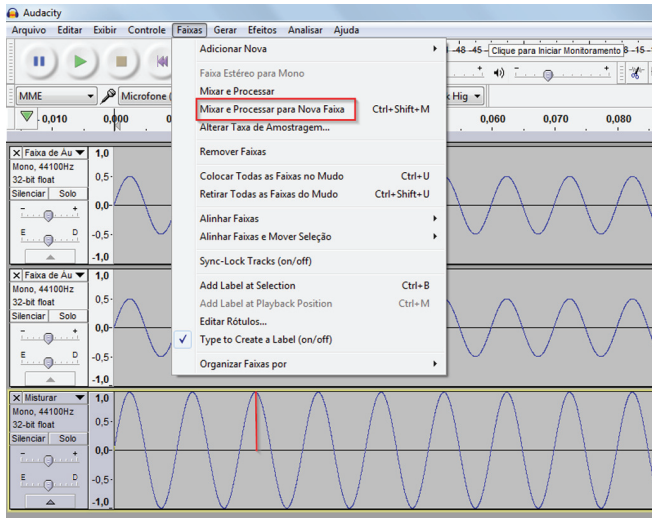 Audacity
Arquivo Editar Exibir Controle Faixas Gerar Efeitos Analisar Ajuda
Adicionar Nova
-48 -45 - Clique para Iniciar Monitoramento 8 -15-
Faixa Estéreo para Mono
Mixar e Processar
MME Microfone ( Hig
Mixar e Processar para Nova Faixa Ctrl+Shift+M
- 0,010 0,000 0 0,060 0,070 0,080
Alterar Taxa de Amostragem...
Remover Faixas
X Faixa de Áu 1,0
Mono, 44100Hz
32-bit float 0,5-
Silenciar Solo
- + 0,0-
E D -0,5-
-1,0
Colocar Todas as Faixas no Mudo Ctrl+U
Retirar Todas as Faixas do Mudo Ctrl+Shift+U
Alinhar Faixas
Alinhar Faixas e Mover Seleção
Sync-Lock Tracks (on/off)
X Faixa de Áu 1,0
Mono, 44100Hz
32-bit float 0,5-
Silenciar Solo
- + 0,0-
E D -0,5-
-1,0
Add Label at Selection Ctrl+B
Add Label at Playback Position Ctrl+M
Editar Rótulos...
✓ Type to Create a Label (on/off)
Organizar Faixas por
X Misturar 1,0
Mono, 44100Hz
32-bit float 0,5-
Silenciar Solo
- + 0,0-
E D -0,5-
-1,0